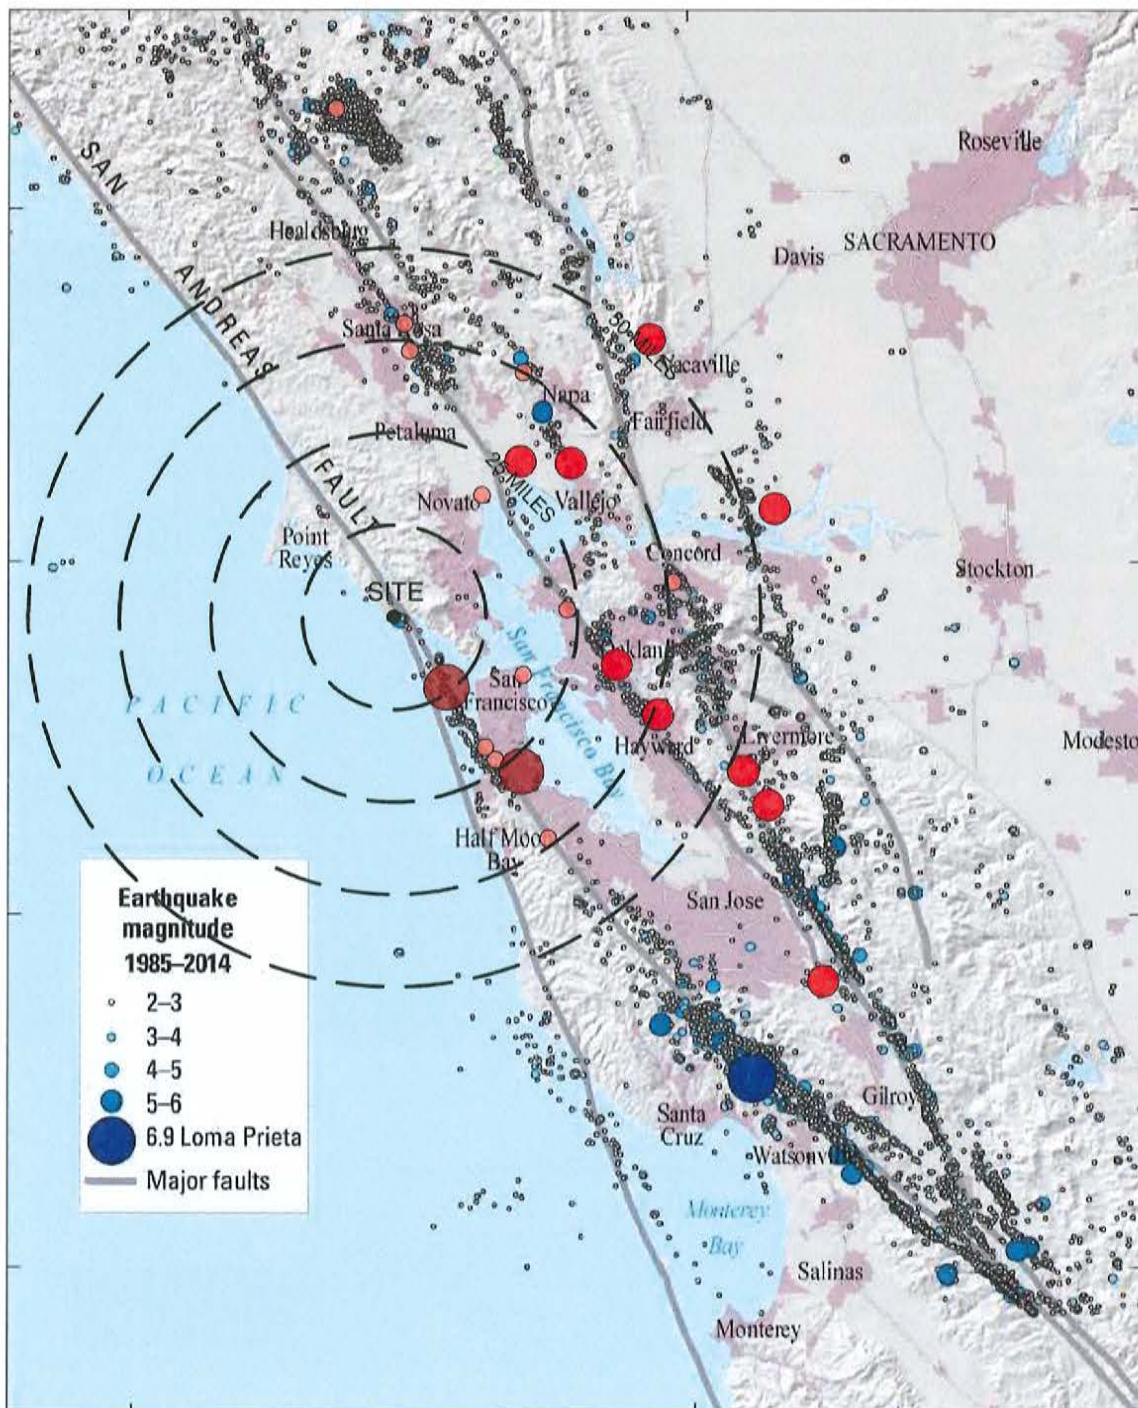 Roseville
SAN
Healdsburg
SACRAMENTO
Davis
ANDREAS
Santa Rosa
50 MILES
Vacaville
Napa
Fairfield
Petaluma
FAULT
25 MILES
Novato
Vallejo
Point
Reyes
Concord
Stockton
SITE
San Francisco Bay
Oakland
San
Francisco
PACIFIC
OCEAN
Hayward
Livermore
Modesto
Half Moon
Bay
San Jose
Earthquake
magnitude
1985–2014
2–3
3–4
4–5
5–6
6.9 Loma Prieta
Major faults
Gilroy
Santa
Cruz
Watsonville
Monterey
Bay
Salinas
Monterey